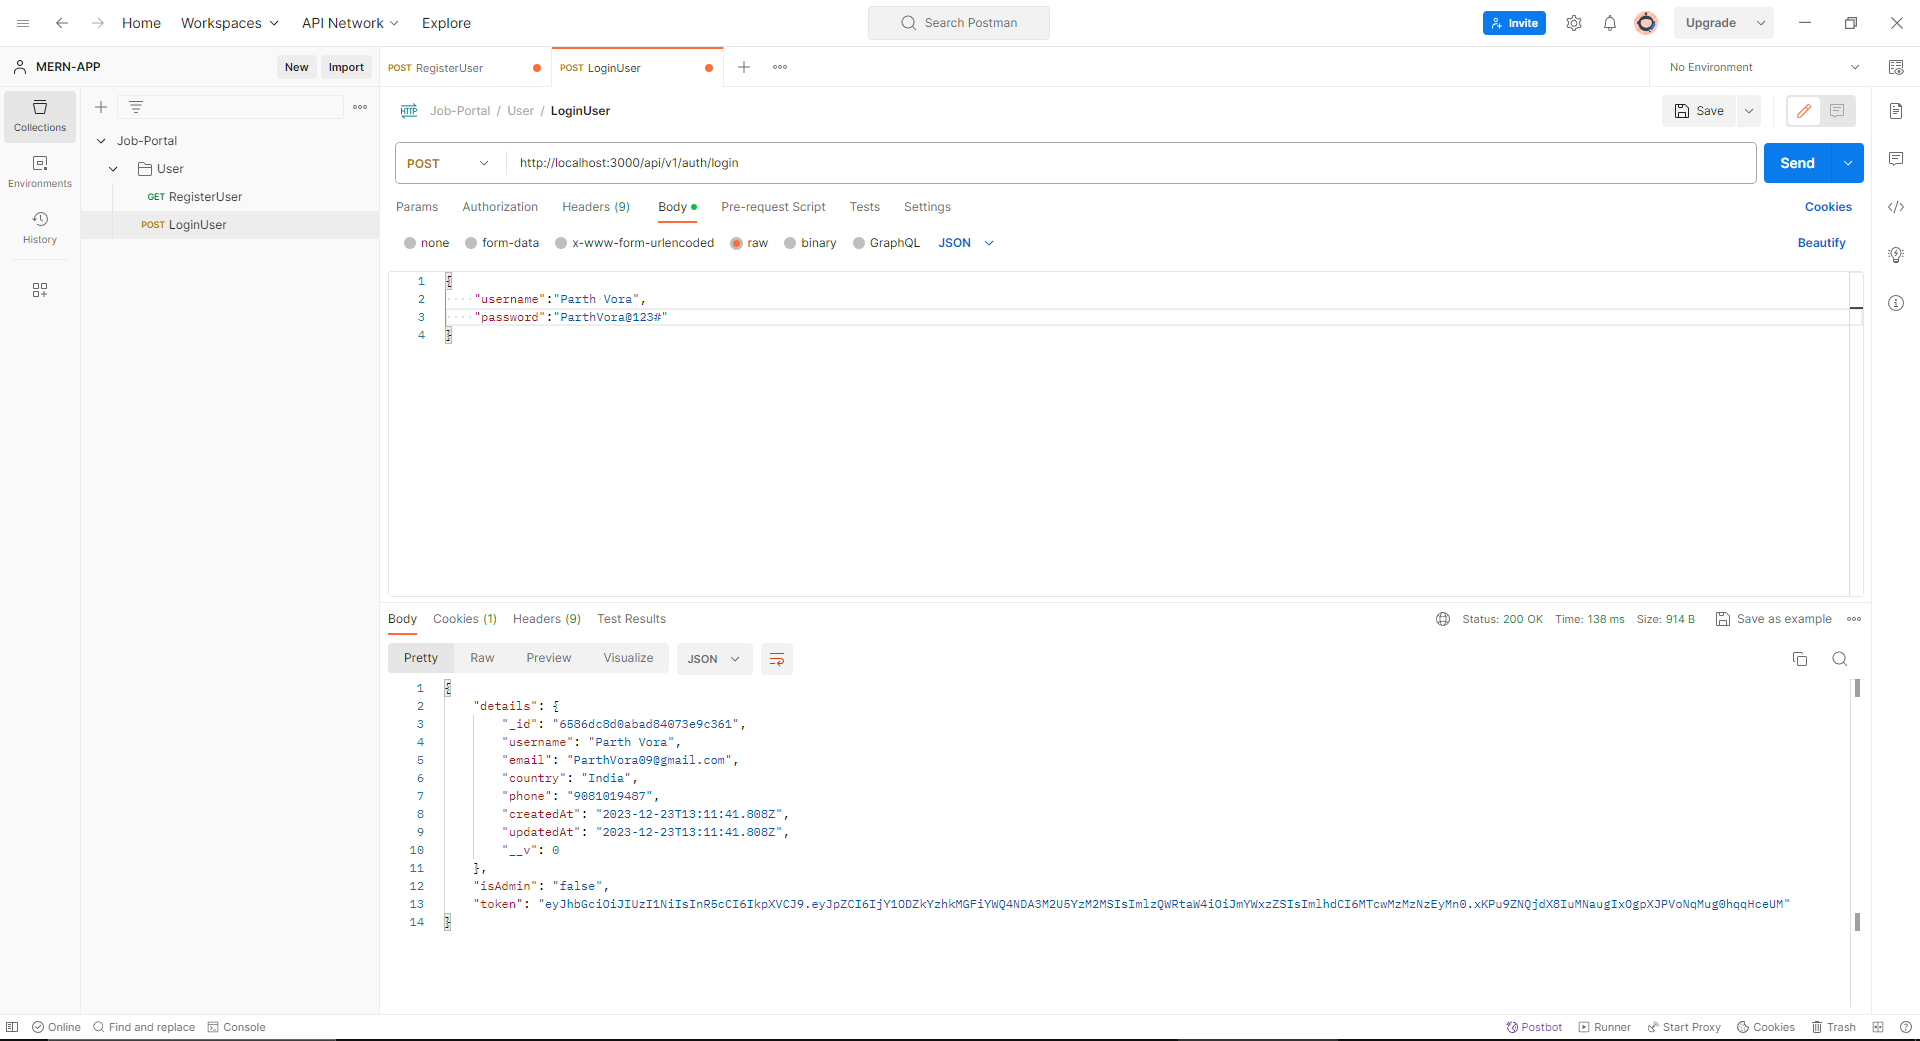 Home Workspaces API Network Explore Search Postman Invite Upgrade
MERN-APP New Import POST RegisterUser POST LoginUser No Environment
Collections
Environments
History
Job-Portal
User
GET RegisterUser
POST LoginUser
HTTP Job-Portal / User / LoginUser Save
POST http://localhost:3000/api/v1/auth/login Send
Params Authorization Headers (9) Body Pre-request Script Tests Settings Cookies
none form-data x-www-form-urlencoded raw binary GraphQL JSON Beautify
1 {
2 "username":"Parth Vora",
3 "password":"ParthVora@123#"
4 }
Body Cookies (1) Headers (9) Test Results Status: 200 OK Time: 138 ms Size: 914 B Save as example
Pretty Raw Preview Visualize JSON
1 {
2 "details": {
3 "_id": "6586dc8d0abad84073e9c361",
4 "username": "Parth Vora",
5 "email": "ParthVora09@gmail.com",
6 "country": "India",
7 "phone": "9081019487",
8 "createdAt": "2023-12-23T13:11:41.808Z",
9 "updatedAt": "2023-12-23T13:11:41.808Z",
10 "__v": 0
11 },
12 "isAdmin": "false",
13 "token": "eyJhbGciOiJIUzI1NiIsInR5cCI6IkpXVCJ9.eyJpZCI6IjY1ODZkYzhkMGFiYWQ4NDA3M2U5YzM2MSIsImlzQWRtaW4iOiJmYWxzZSIsImlhdCI6MTcwMzMzNzEyMn0.xKPu9ZNQjdX8IuMNaugIxOgpXJPVoNqMug0hqqHceUM"
14 }
Online Find and replace Console Postbot Runner Start Proxy Cookies Trash